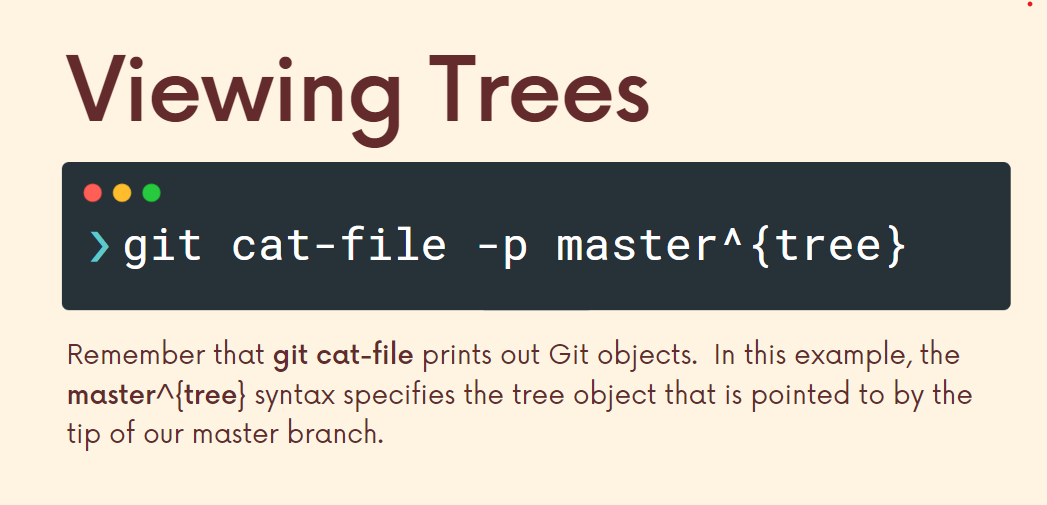 Viewing Trees
❯ git cat-file -p master^{tree}
Remember that git cat-file prints out Git objects.  In this example, the
master^{tree} syntax specifies the tree object that is pointed to by the
tip of our master branch.